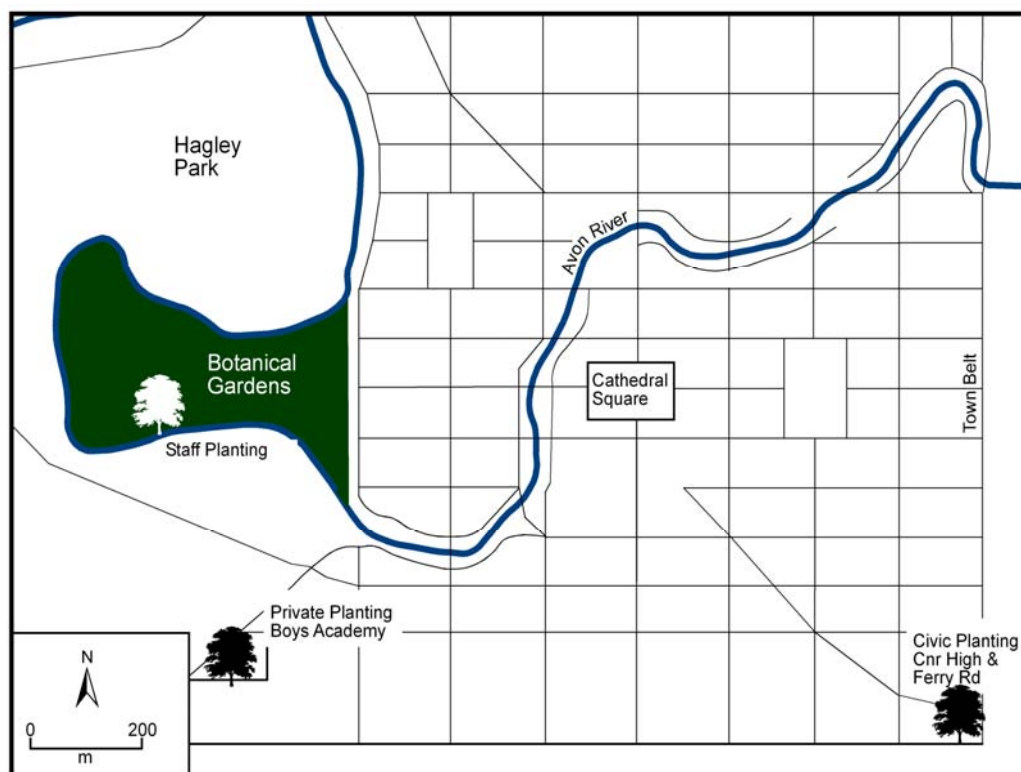 Hagley
Park
Avon River
Botanical
Gardens
Cathedral
Square
Town Belt
Staff Planting
Private Planting
Boys Academy
Civic Planting
Cnr High &
Ferry Rd
N
0 200
m